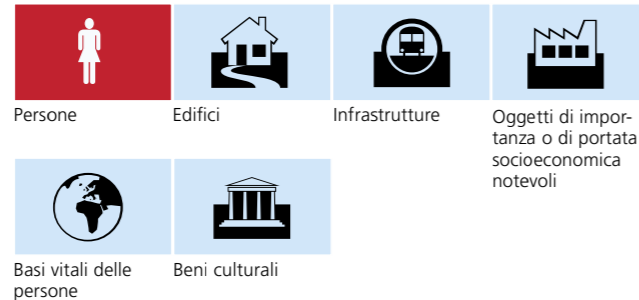 Persone
Edifici
Infrastrutture
Oggetti di impor-
tanza o di portata
socioeconomica
notevoli
Basi vitali delle
persone
Beni culturali